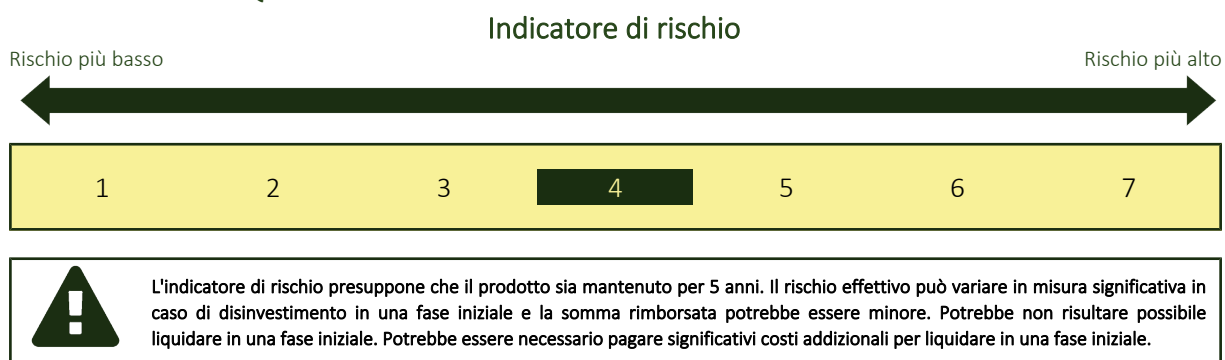 Indicatore di rischio
Rischio più basso
Rischio più alto
1 2 3 4 5 6 7
L'indicatore di rischio presuppone che il prodotto sia mantenuto per 5 anni. Il rischio effettivo può variare in misura significativa in
caso di disinvestimento in una fase iniziale e la somma rimborsata potrebbe essere minore. Potrebbe non risultare possibile
liquidare in una fase iniziale. Potrebbe essere necessario pagare significativi costi addizionali per liquidare in una fase iniziale.